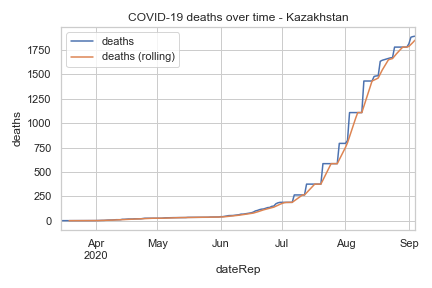 COVID-19 deaths over time - Kazakhstan
deaths
deaths (rolling)
1750
1500
1250
1000
750
500
250
0
deaths
Apr May Jun Jul Aug Sep
2020
dateRep